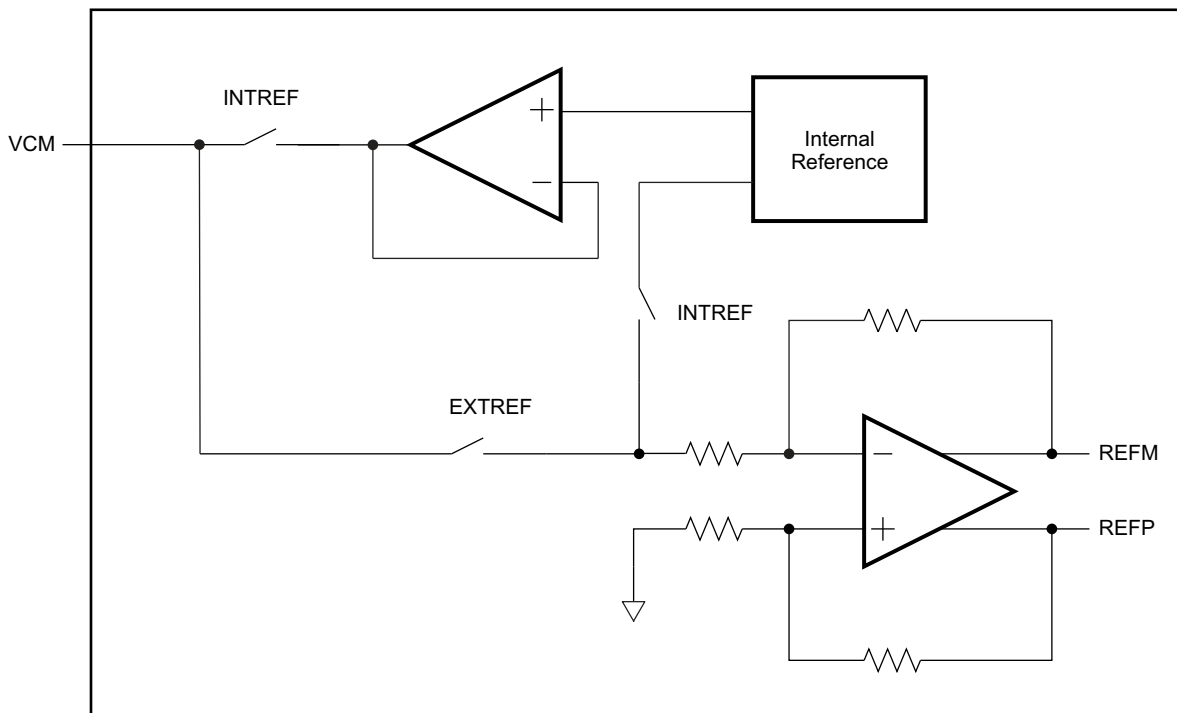 INTREF
VCM
+
−
Internal
Reference
INTREF
EXTREF
−
REFM
+
REFP